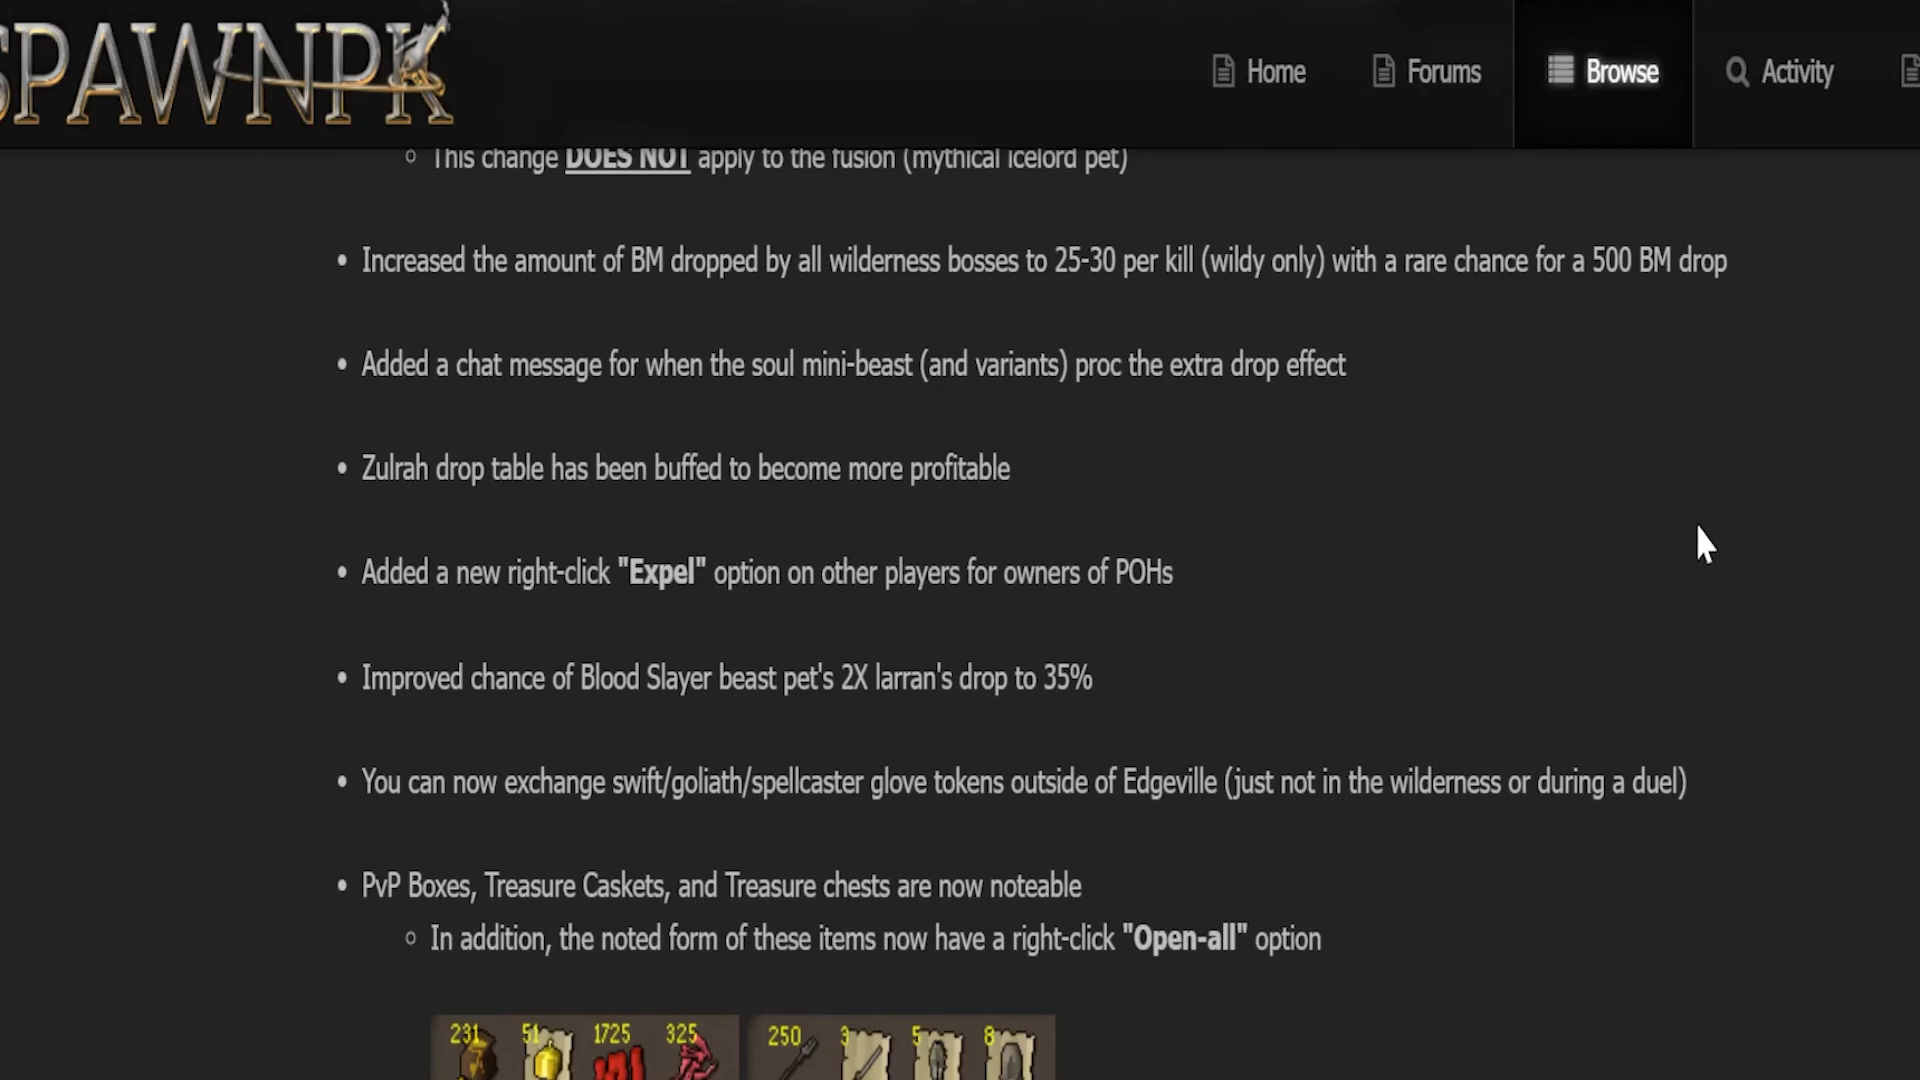 SPAWNPK
Home
Forums
Browse
Activity
This change DOES NOT apply to the fusion (mythical icelord pet)
Increased the amount of BM dropped by all wilderness bosses to 25-30 per kill (wildy only) with a rare chance for a 500 BM drop
Added a chat message for when the soul mini-beast (and variants) proc the extra drop effect
Zulrah drop table has been buffed to become more profitable
Added a new right-click "Expel" option on other players for owners of POHs
Improved chance of Blood Slayer beast pet's 2X larran's drop to 35%
You can now exchange swift/goliath/spellcaster glove tokens outside of Edgeville (just not in the wilderness or during a duel)
PvP Boxes, Treasure Caskets, and Treasure chests are now noteable
In addition, the noted form of these items now have a right-click "Open-all" option
231 51 1725 325 250 3 5 8